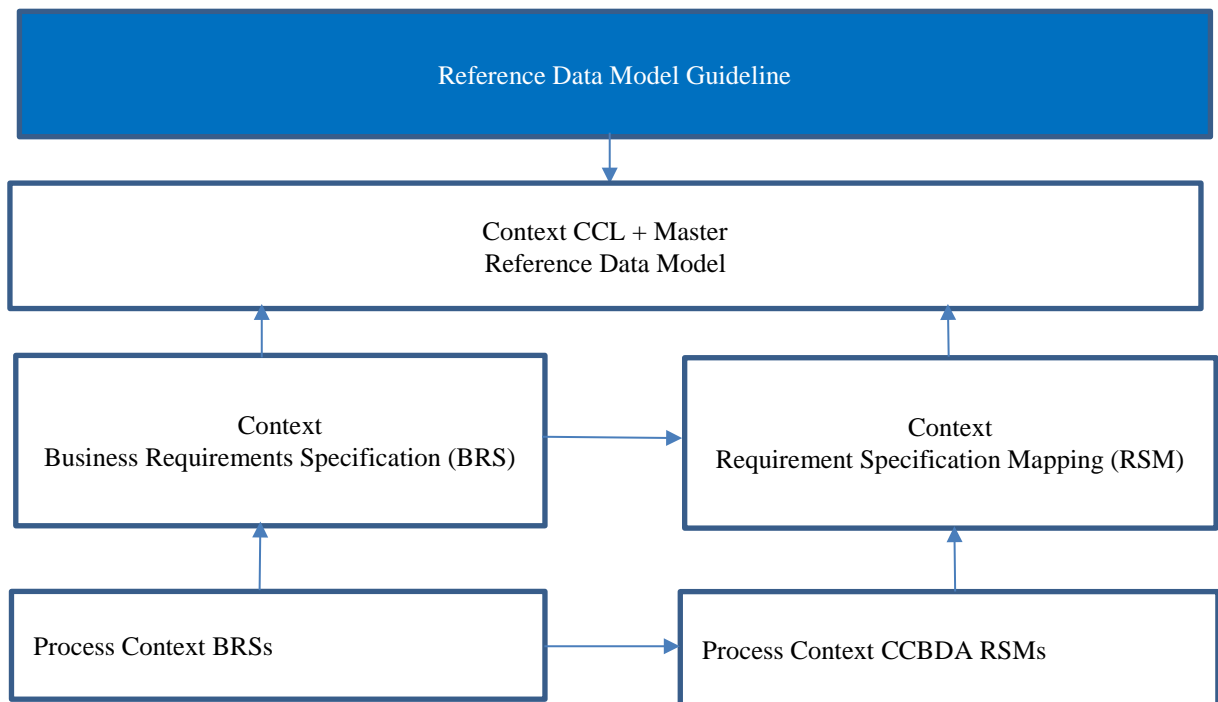 Reference Data Model Guideline
Context CCL + Master
Reference Data Model
Context
Business Requirements Specification (BRS)
Context
Requirement Specification Mapping (RSM)
Process Context BRSs
Process Context CCBDA RSMs